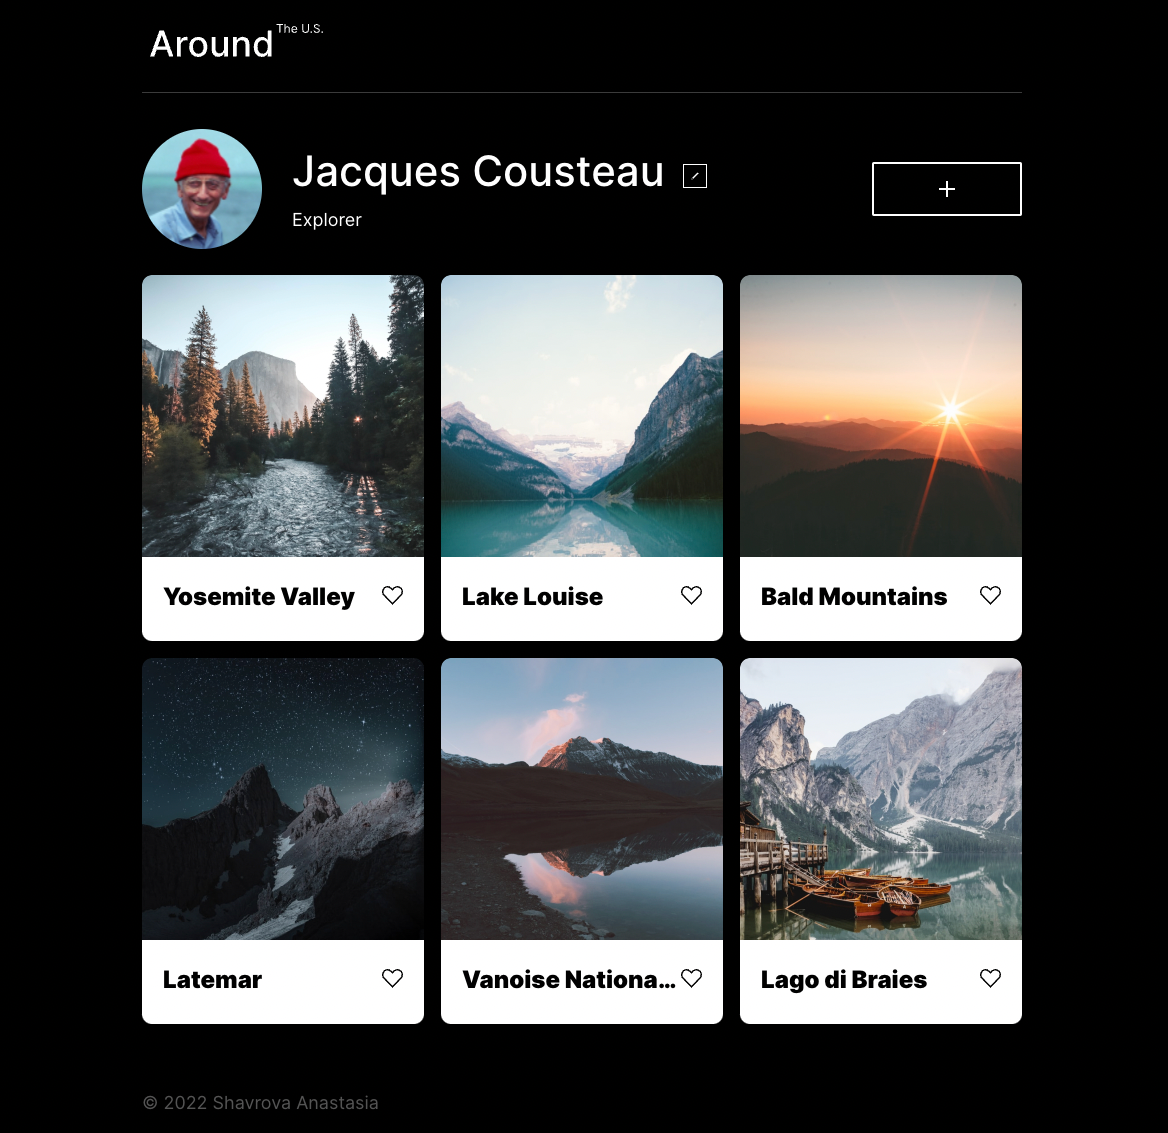 Around The U.S.
Jacques Cousteau
Explorer
Yosemite Valley
Lake Louise
Bald Mountains
Latemar
Vanoise Nationa...
Lago di Braies
© 2022 Shavrova Anastasia